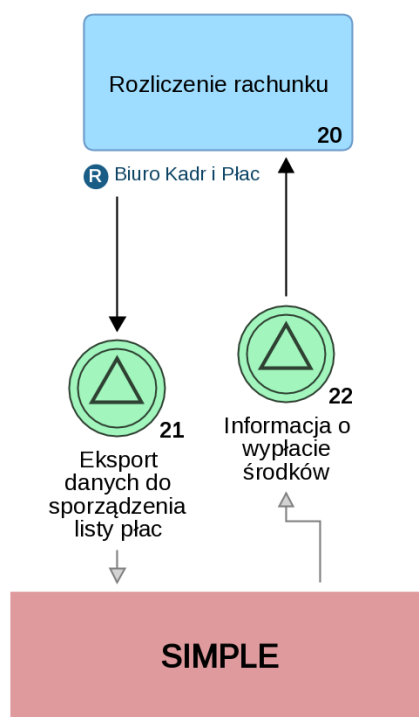 Rozliczenie rachunku
20
R Biuro Kadr i Płac
21
Eksport
danych do
sporządzenia
listy płac
22
Informacja o
wypłacie
środków
SIMPLE